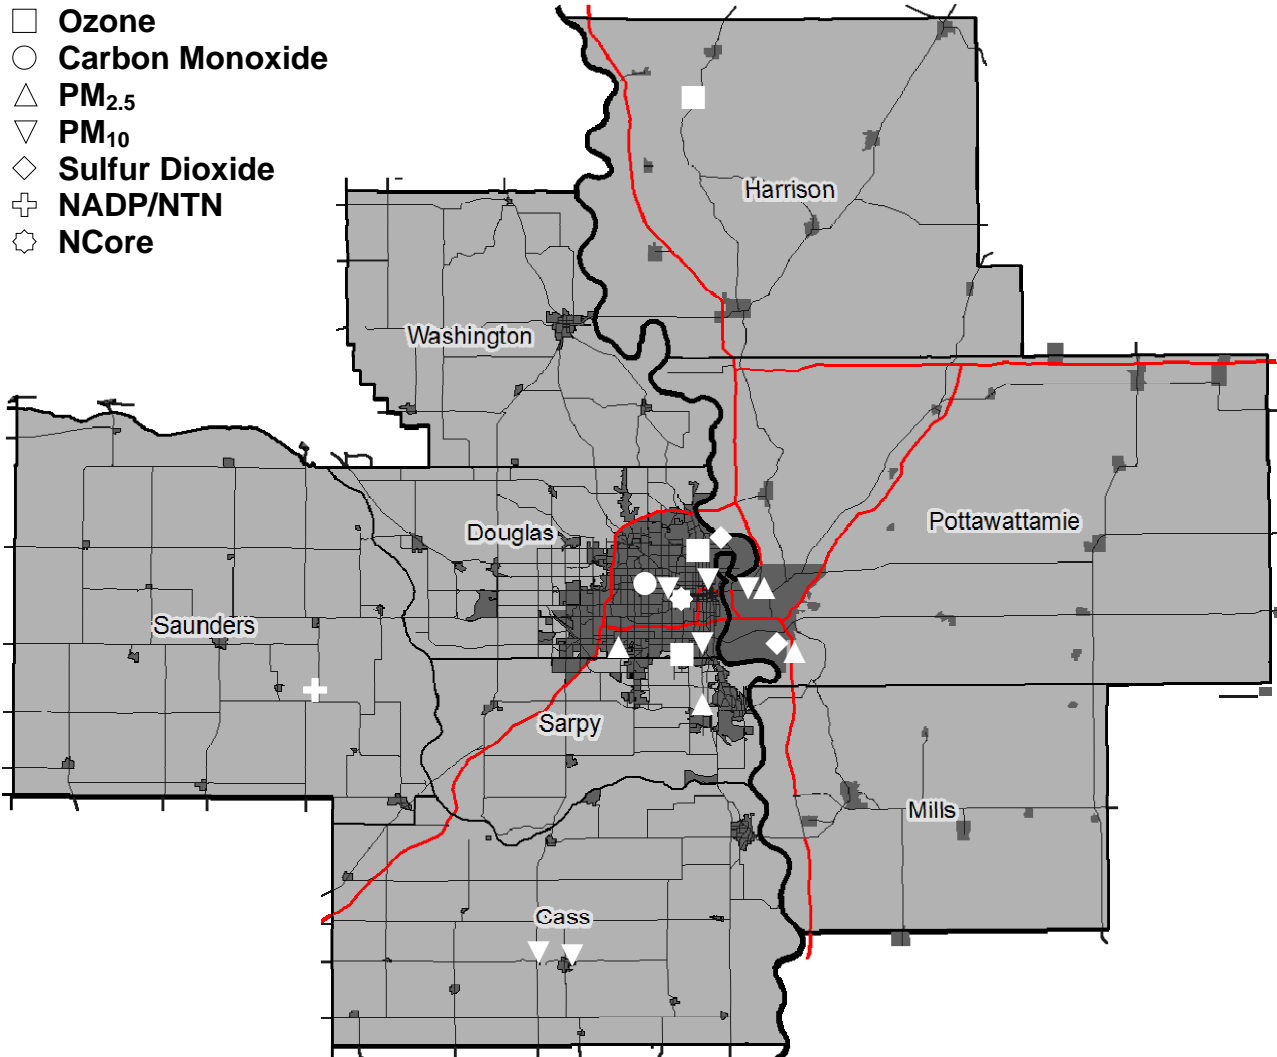 Ozone
Carbon Monoxide
PM2.5
PM10
Sulfur Dioxide
NADP/NTN
NCore
Harrison
Washington
Douglas
Pottawattamie
Saunders
Sarpy
Mills
Cass